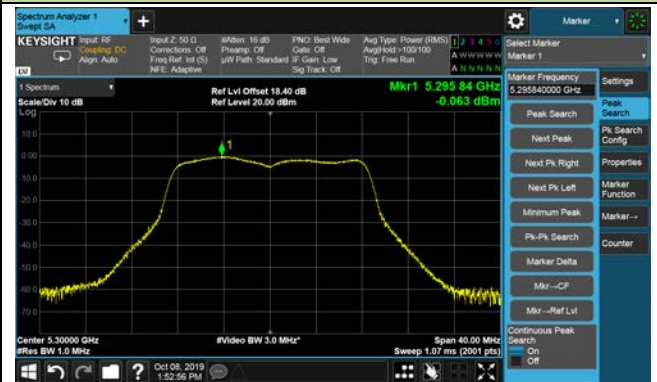 Spectrum Analyzer 1
Swept SA
+
Marker
KEYSIGHT
Input: RF
Coupling: DC
Align: Auto
Input Z: 50 Ω
Corrections: Off
Freq Ref: Int (S)
NFE: Adaptive
#Atten: 16 dB
Preamp: Off
µW Path: Standard
PNO: Best Wide
Gate: Off
IF Gain: Low
Sig Track: Off
Avg Type: Power (RMS)
Avg|Hold:>100/100
Trig: Free Run
1 2 3 4 5 6
A W W W W W
A N N N N N
Select Marker
Marker 1
LXI
1 Spectrum
Scale/Div 10 dB
Log
Ref Lvl Offset 18.40 dB
Ref Level 20.00 dBm
Mkr1 5.295 84 GHz
-0.063 dBm
Marker Frequency
5.295840000 GHz
Settings
Peak Search
Peak
Search
Next Peak
Pk Search
Config
Next Pk Right
Properties
Next Pk Left
Marker
Function
Minimum Peak
Marker→
Pk-Pk Search
Counter
Marker Delta
Mkr→CF
Mkr→Ref Lvl
Continuous Peak
Search
On
Off
10.0
0.00
-10.0
-20.0
-30.0
-40.0
-50.0
-60.0
-70.0
1
Center 5.30000 GHz
#Res BW 1.0 MHz
#Video BW 3.0 MHz*
Span 40.00 MHz
Sweep 1.07 ms (2001 pts)
?
Oct 08, 2019
1:52:56 PM